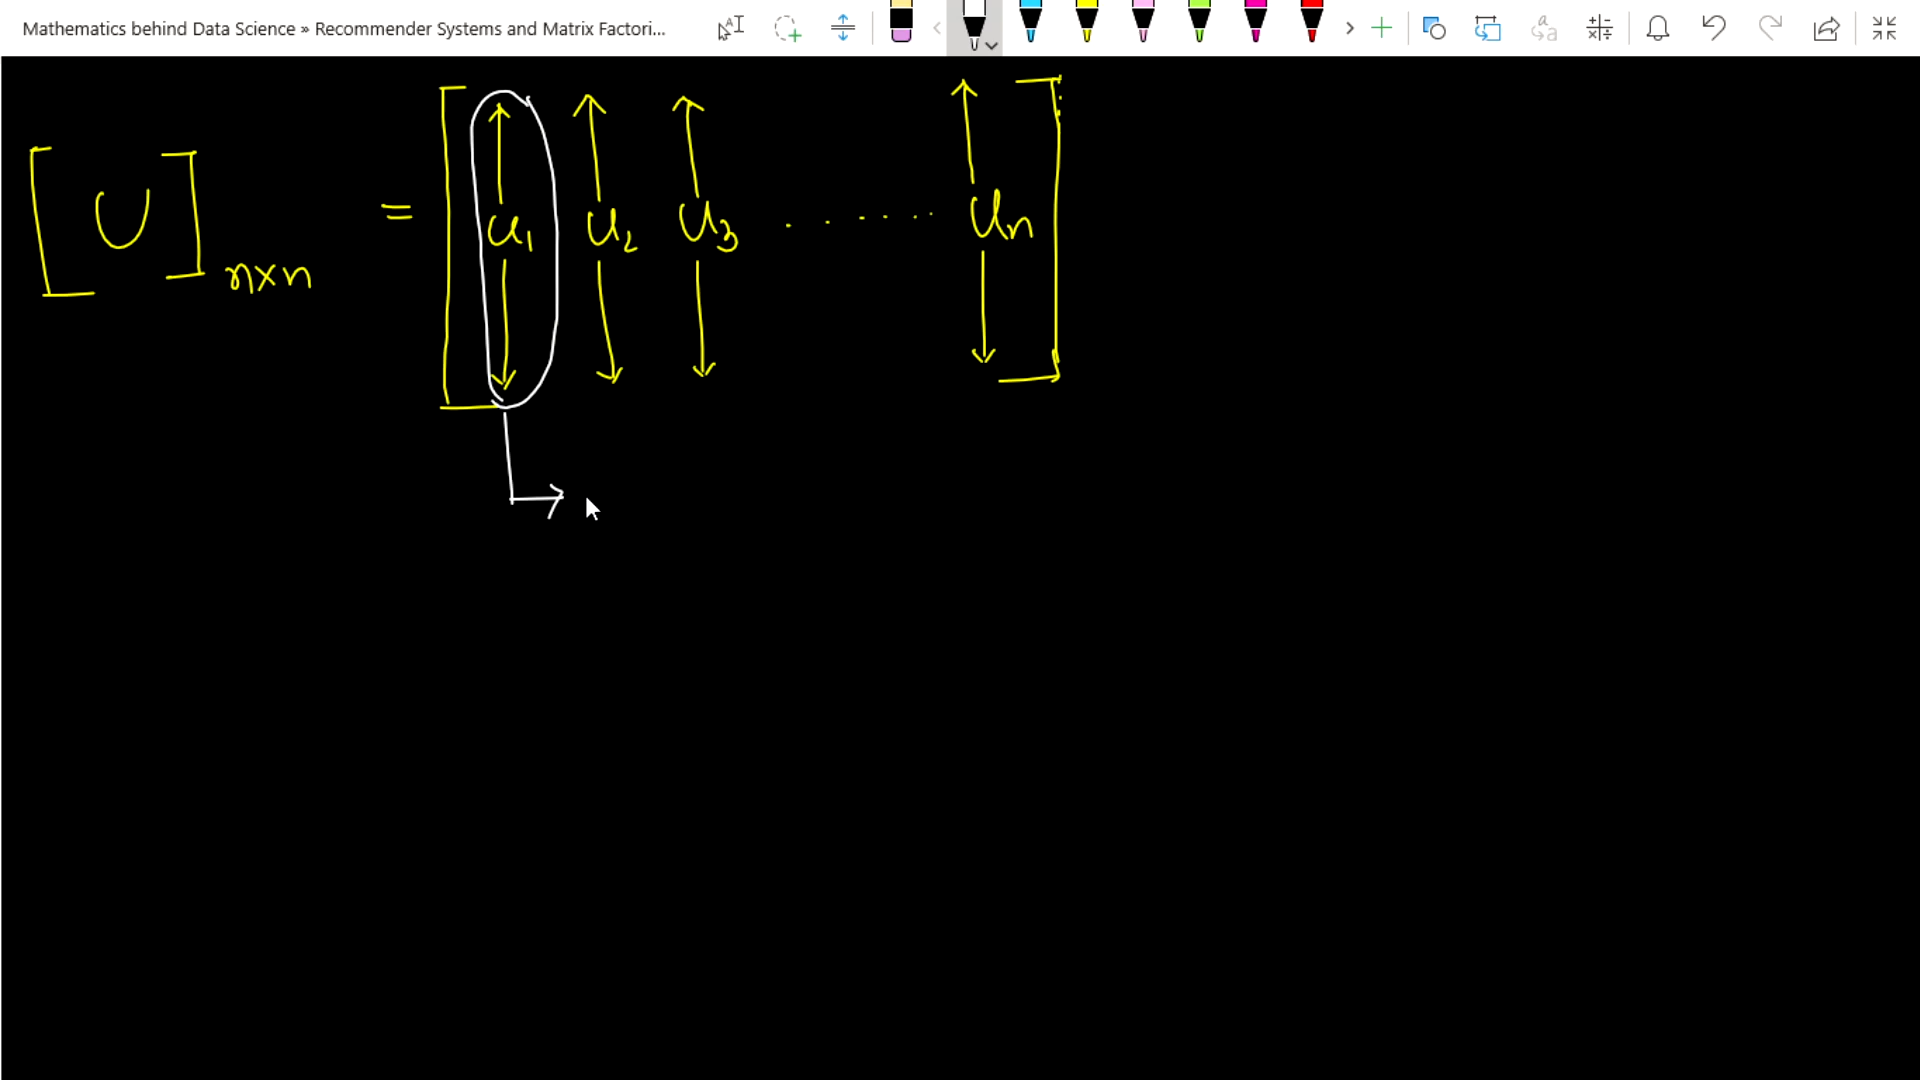 Mathematics behind Data Science » Recommender Systems and Matrix Factori...
[U]n×n = [u1 u2 u3 ........ un]